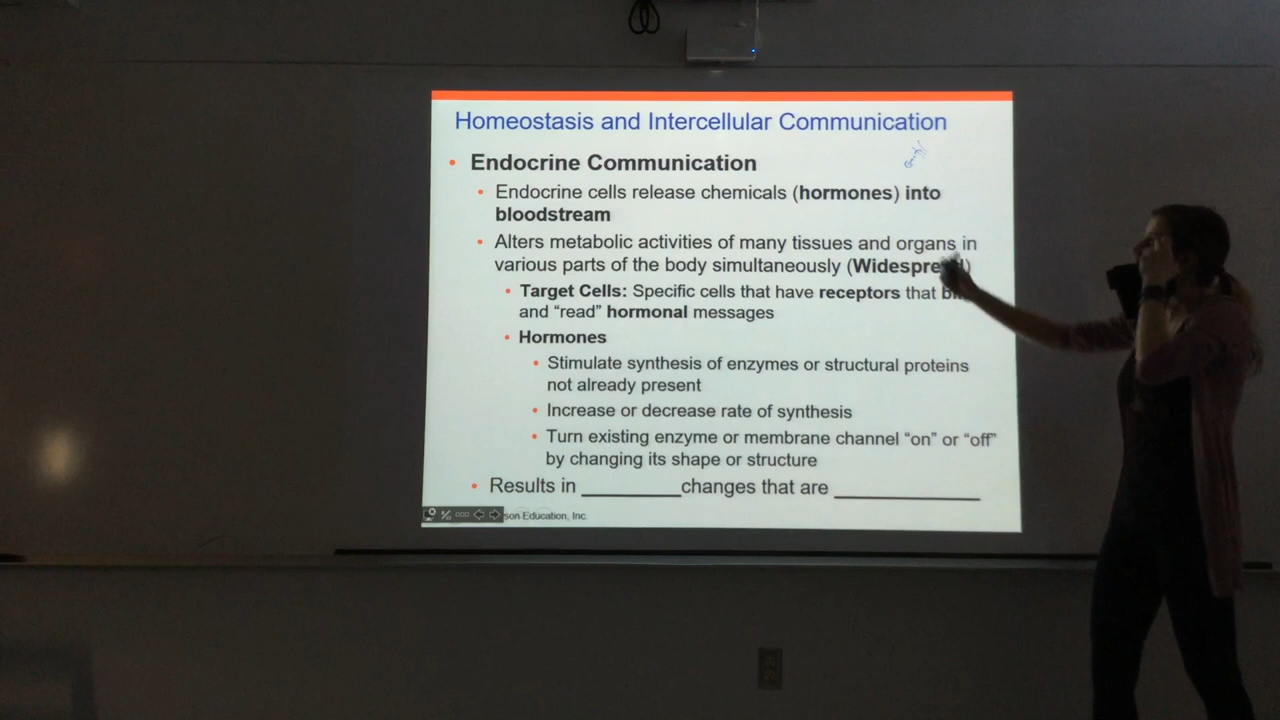 Homeostasis and Intercellular Communication
• Endocrine Communication
• Endocrine cells release chemicals (hormones) into
bloodstream
• Alters metabolic activities of many tissues and organs in
various parts of the body simultaneously (Widespread)
• Target Cells: Specific cells that have receptors that
and “read” hormonal messages
• Hormones
• Stimulate synthesis of enzymes or structural proteins
not already present
• Increase or decrease rate of synthesis
• Turn existing enzyme or membrane channel “on” or “off”
by changing its shape or structure
• Results in _________changes that are _____________
son Education, Inc.